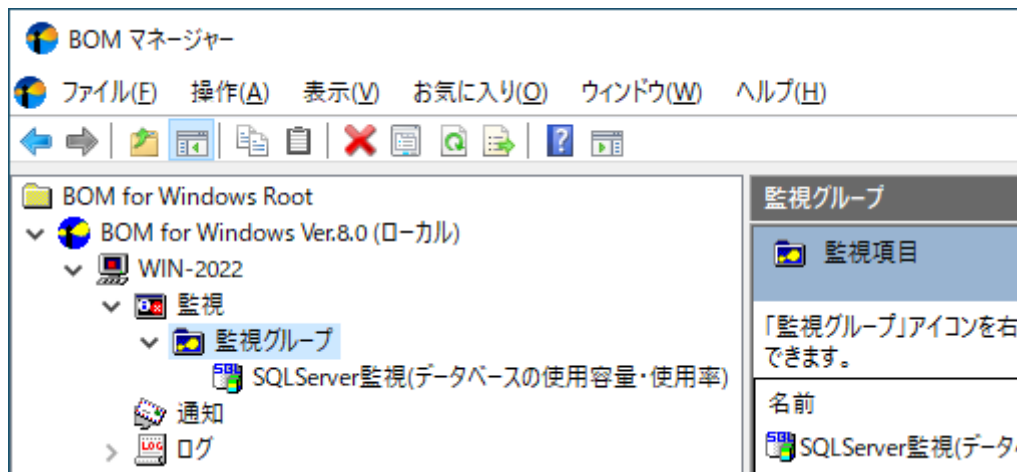 BOM マネージャー
ファイル(F) 操作(A) 表示(V) お気に入り(O) ウィンドウ(W) ヘルプ(H)
BOM for Windows Root
BOM for Windows Ver.8.0 (ローカル)
WIN-2022
監視
監視グループ
SQLServer監視(データベースの使用容量・使用率)
通知
ログ
監視グループ
監視項目
「監視グループ」アイコンを右
できます。
名前
SQLServer監視(データ